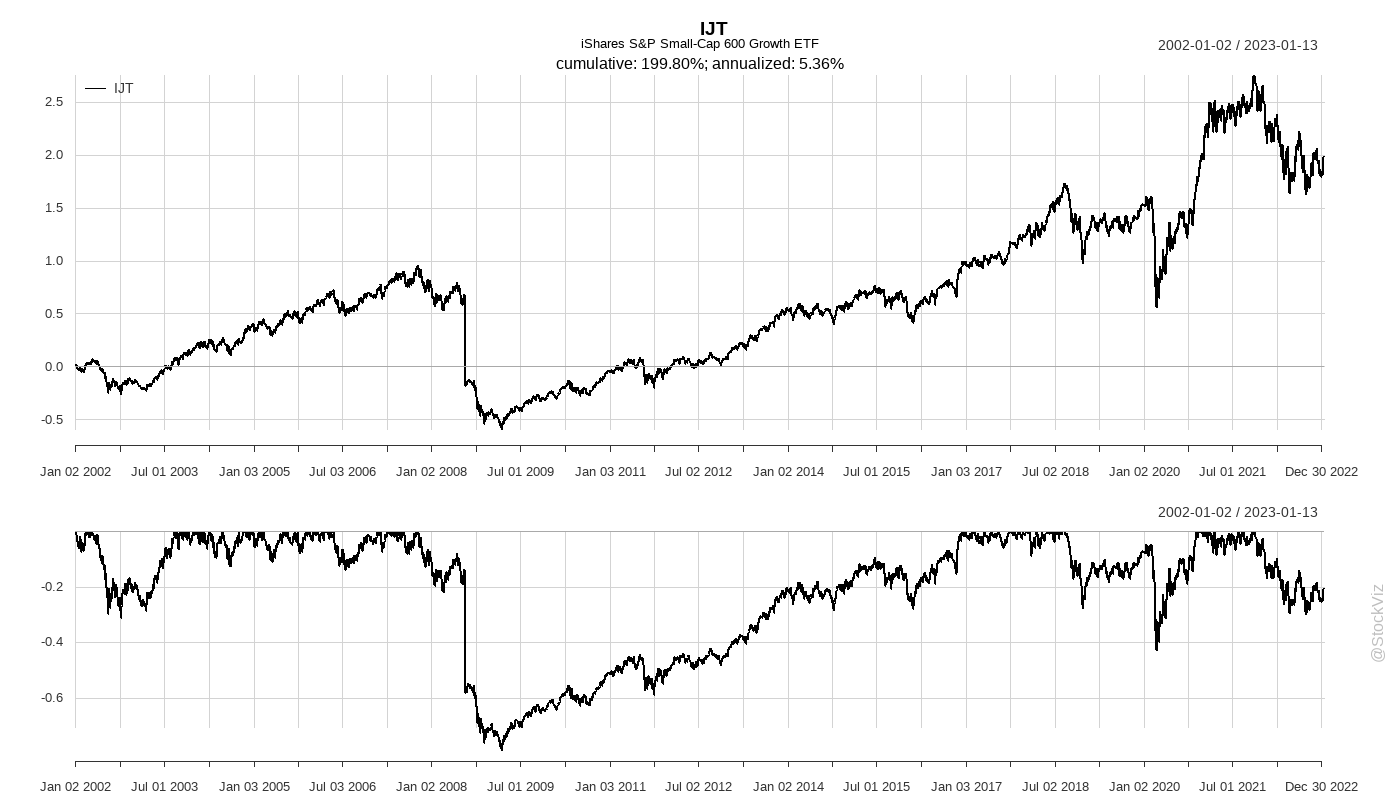 IJT
iShares S&P Small-Cap 600 Growth ETF
2002-01-02 / 2023-01-13
cumulative: 199.80%; annualized: 5.36%
IJT
2.5
2.0
1.5
1.0
0.5
0.0
-0.5
Jan 02 2002 Jul 01 2003 Jan 03 2005 Jul 03 2006 Jan 02 2008 Jul 01 2009 Jan 03 2011 Jul 02 2012 Jan 02 2014 Jul 01 2015 Jan 03 2017 Jul 02 2018 Jan 02 2020 Jul 01 2021 Dec 30 2022
2002-01-02 / 2023-01-13
-0.2
-0.4
-0.6
Jan 02 2002 Jul 01 2003 Jan 03 2005 Jul 03 2006 Jan 02 2008 Jul 01 2009 Jan 03 2011 Jul 02 2012 Jan 02 2014 Jul 01 2015 Jan 03 2017 Jul 02 2018 Jan 02 2020 Jul 01 2021 Dec 30 2022
@StockViz